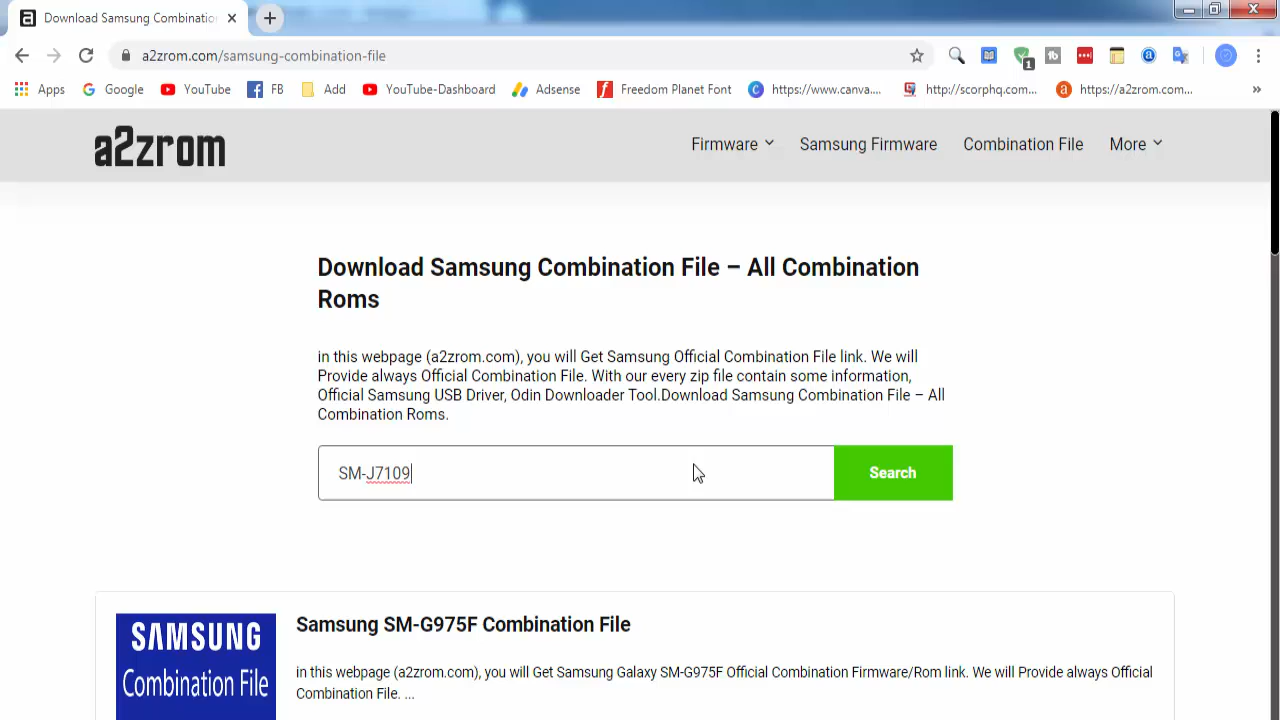 Download Samsung Combinatio
a2zrom.com/samsung-combination-file
1
Apps
Google
YouTube
FB
Add
YouTube-Dashboard
Adsense
Freedom Planet Font
https://www.canva....
http://scorphq.com...
https://a2zrom.com...
a2zrom
Firmware
Samsung Firmware
Combination File
More
Download Samsung Combination File – All Combination
Roms
in this webpage (a2zrom.com), you will Get Samsung Official Combination File link. We will
Provide always Official Combination File. With our every zip file contain some information,
Official Samsung USB Driver, Odin Downloader Tool.Download Samsung Combination File – All
Combination Roms.
SM-J7109
Search
SAMSUNG
Combination File
Samsung SM-G975F Combination File
in this webpage (a2zrom.com), you will Get Samsung Galaxy SM-G975F Official Combination Firmware/Rom link. We will Provide always Official
Combination File. ...